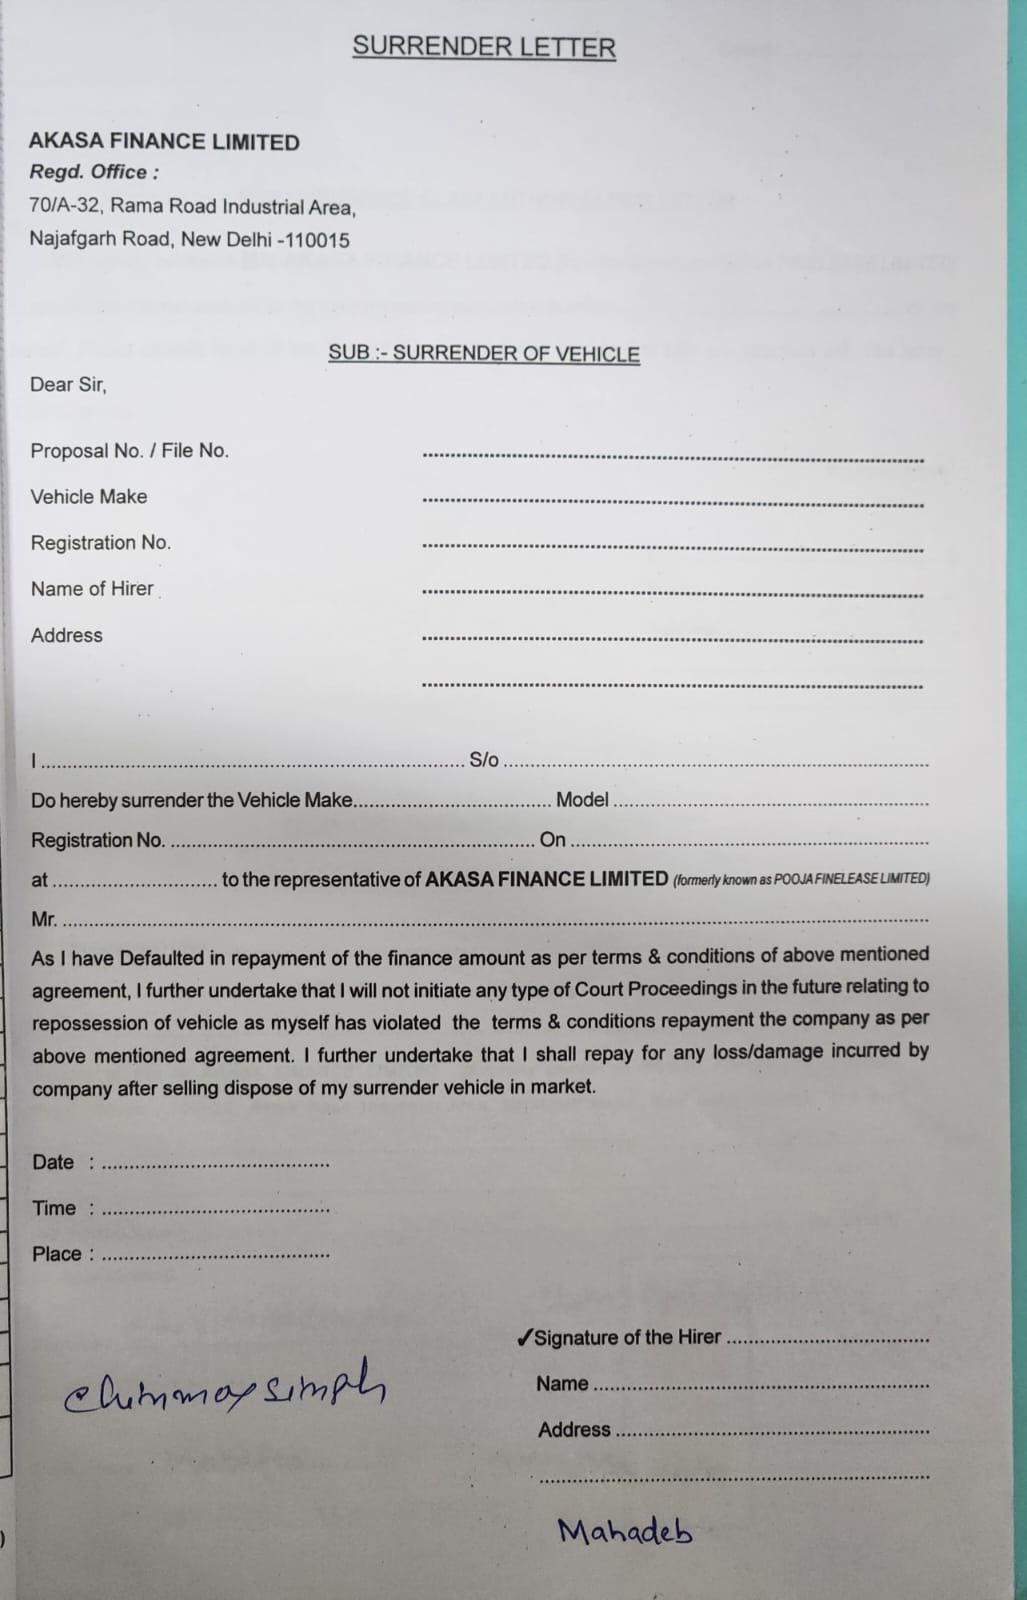 SURRENDER LETTER
AKASA FINANCE LIMITED
Regd. Office :
70/A-32, Rama Road Industrial Area,
Najafgarh Road, New Delhi -110015
SUB :- SURRENDER OF VEHICLE
Dear Sir,
Proposal No. / File No. ........................................
Vehicle Make ........................................
Registration No. ........................................
Name of Hirer ........................................
Address ........................................
........................................
I ........................................ S/o ........................................
Do hereby surrender the Vehicle Make.................... Model ........................................
Registration No. ........................................ On ........................................
at .................... to the representative of AKASA FINANCE LIMITED (formerly known as POOJA FINELEASE LIMITED)
Mr. ........................................
As I have Defaulted in repayment of the finance amount as per terms & conditions of above mentioned
agreement, I further undertake that I will not initiate any type of Court Proceedings in the future relating to
repossession of vehicle as myself has violated the terms & conditions repayment the company as per
above mentioned agreement. I further undertake that I shall repay for any loss/damage incurred by
company after selling dispose of my surrender vehicle in market.
Date : ........................................
Time : ........................................
Place : ........................................
✓Signature of the Hirer ........................................
Name ........................................
chinmoy singh
Address ........................................
........................................
Mahadeb